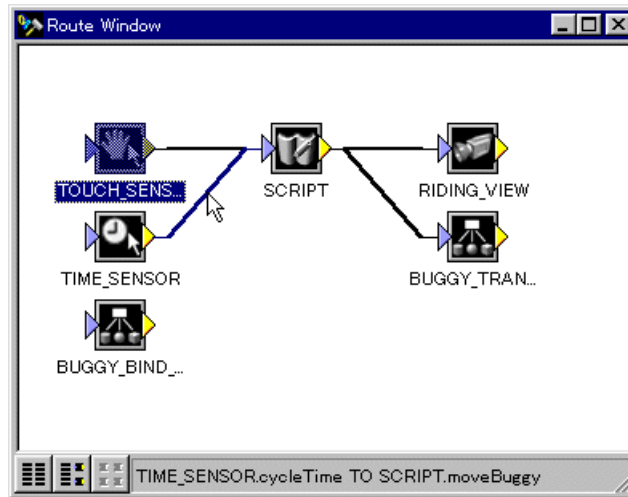 Route Window
TOUCH_SENS...
SCRIPT
RIDING_VIEW
TIME_SENSOR
BUGGY_TRAN...
BUGGY_BIND_...
TIME_SENSOR.cycleTime TO SCRIPT.moveBuggy